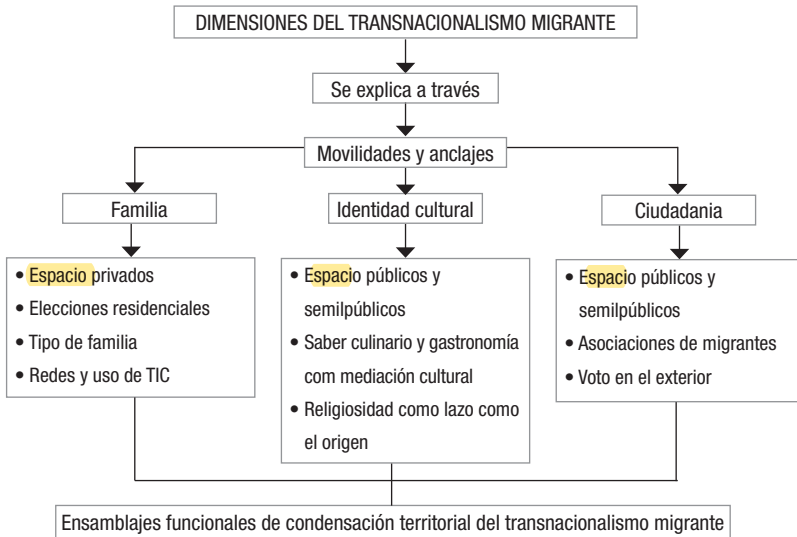 DIMENSIONES DEL TRANSNACIONALISMO MIGRANTE
Se explica a través
Movilidades y anclajes
Familia
• Espacio privados
• Elecciones residenciales
• Tipo de familia
• Redes y uso de TIC
Identidad cultural
• Espacio públicos y
semilpúblicos
• Saber culinario y gastronomía
com mediación cultural
• Religiosidad como lazo como
el origen
Ciudadania
• Espacio públicos y
semilpúblicos
• Asociaciones de migrantes
• Voto en el exterior
Ensamblajes funcionales de condensación territorial del transnacionalismo migrante